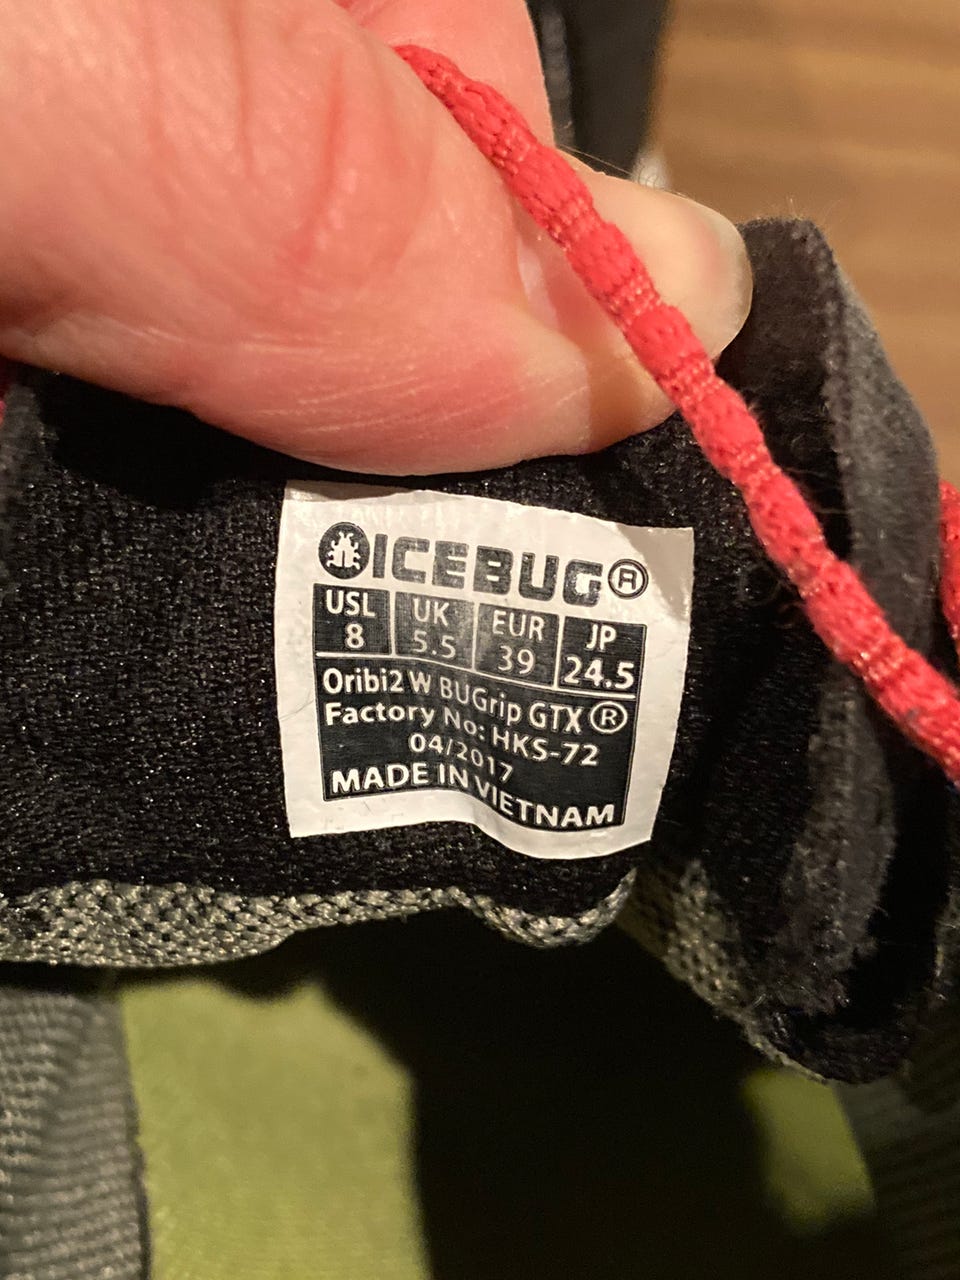 ICEBUG®
USL UK EUR JP
8 5.5 39 24.5
Oribi2 W BUGrip GTX®
Factory No: HKS-72
04/2017
MADE IN VIETNAM